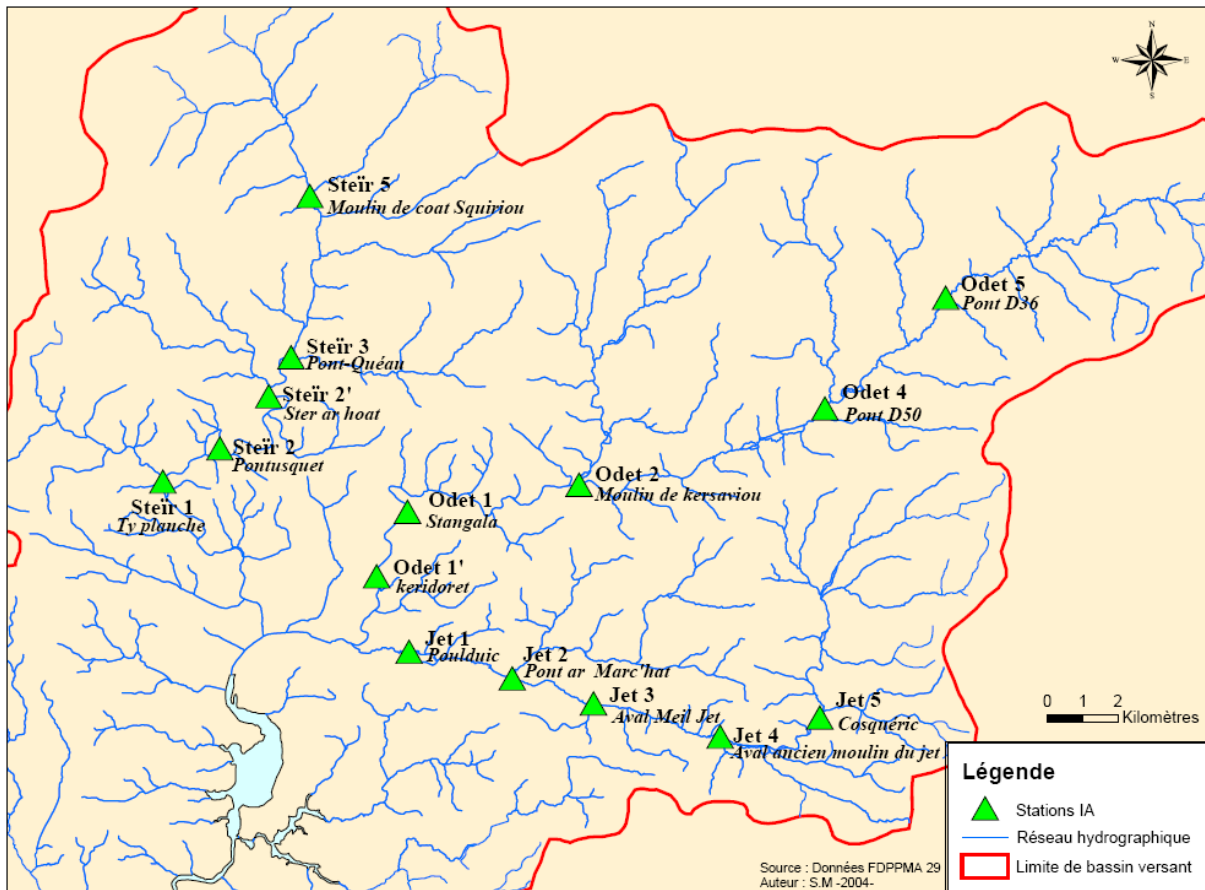 N
W
E
S
Steïr 5
Moulin de coat Squiriou
Odet 5
Pont D36
Steïr 3
Pont-Quéau
Steïr 2'
Ster ar hoat
Odet 4
Pont D50
Steïr 2
Pontusquet
Odet 2
Moulin de kersaviou
Steïr 1
Ty planche
Odet 1
Stangala
Odet 1'
keridoret
Jet 1
Poulduic
Jet 2
Pont ar Marc'hat
Jet 3
Aval Meil Jet
Jet 5
Cosquéric
Jet 4
Aval ancien moulin du jet
0 1 2
Kilomètres
Légende
Stations IA
Réseau hydrographique
Limite de bassin versant
Source : Données FDPPMA 29
Auteur : S.M -2004-